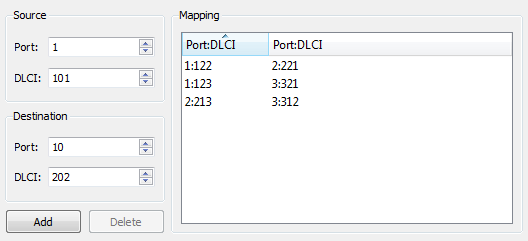 Source
Port: 1
DLCI: 101
Destination
Port: 10
DLCI: 202
Add Delete
Mapping
Port:DLCI Port:DLCI
1:122 2:221
1:123 3:321
2:213 3:312